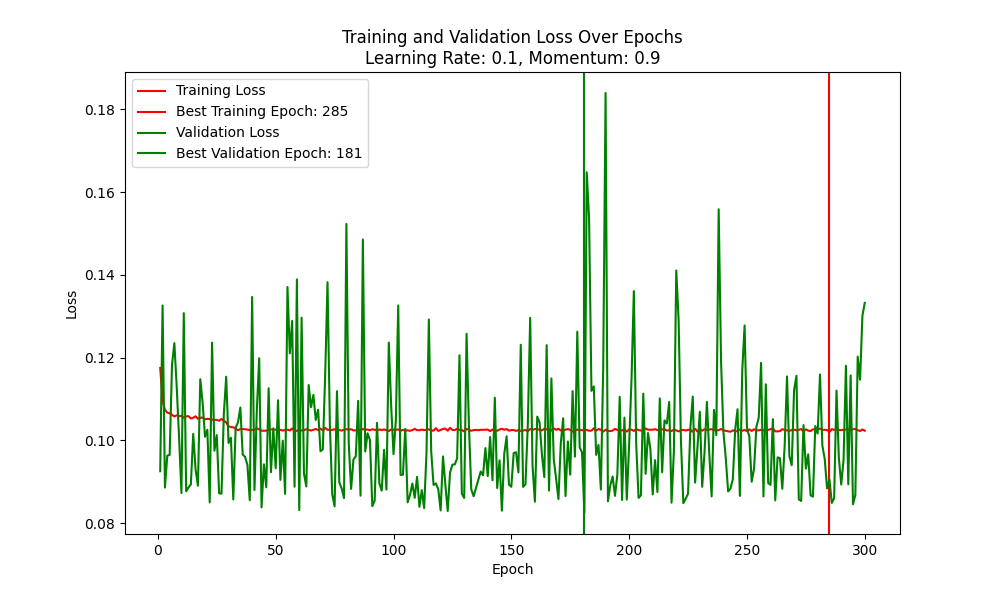 Training and Validation Loss Over Epochs
Learning Rate: 0.1, Momentum: 0.9
Training Loss
Best Training Epoch: 285
Validation Loss
Best Validation Epoch: 181
Loss
0.18
0.16
0.14
0.12
0.10
0.08
0 50 100 150 200 250 300
Epoch